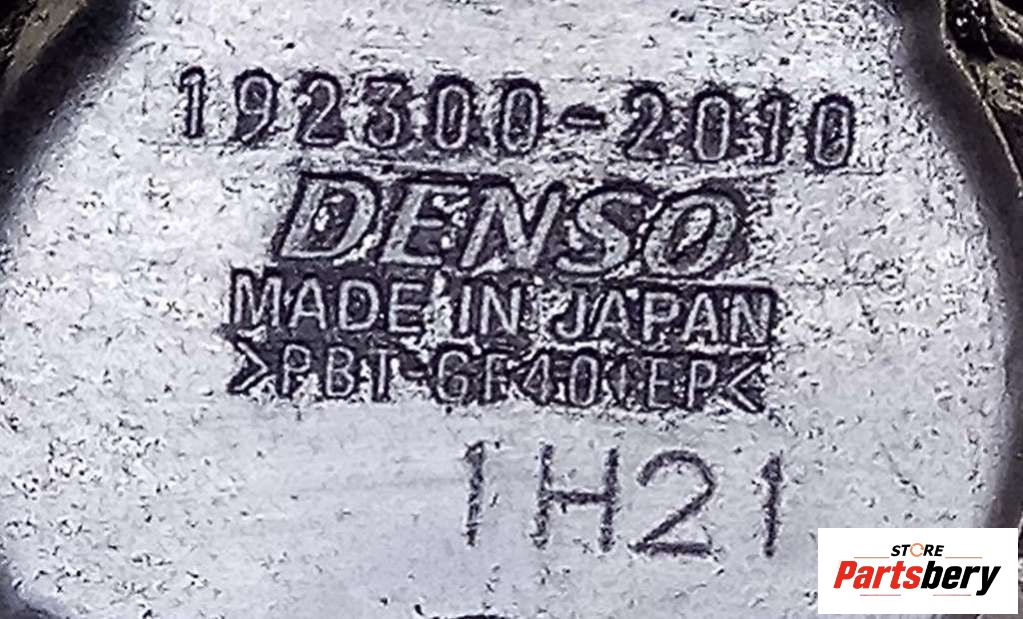 192300-2010
DENSO
MADE IN JAPAN
>PBT-GF40+EP<
1H21
STORE
Partsbery